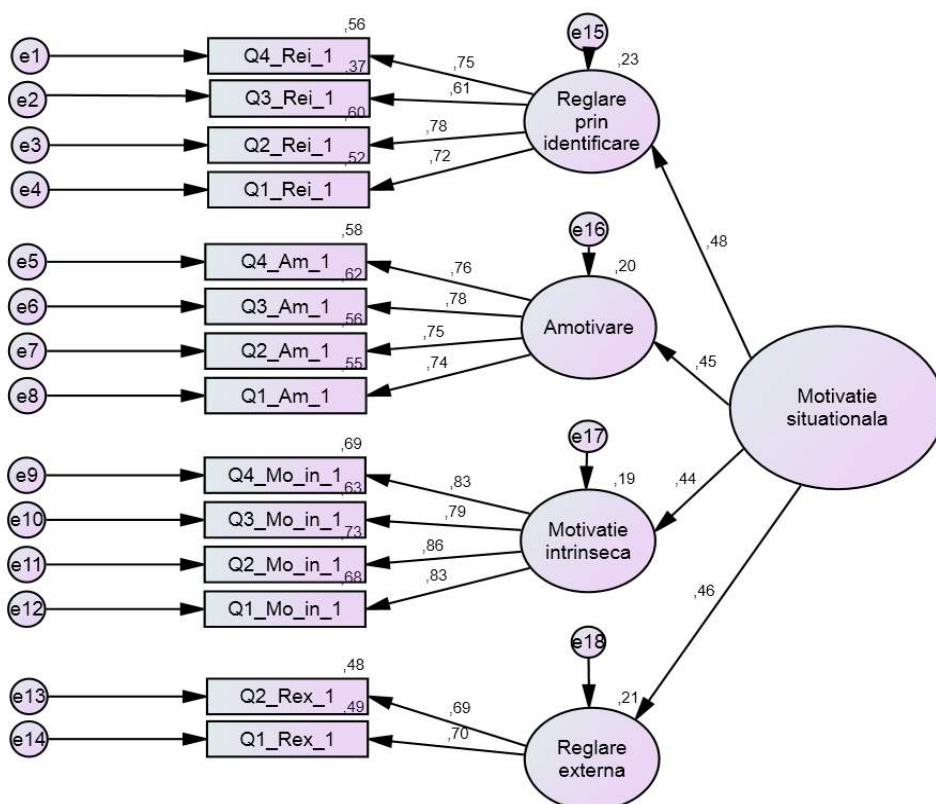 ,56
e15
e1
Q4_Rei_1
,37
,75
,23
e2
Q3_Rei_1
,60
,61
Reglare
prin
identificare
e3
Q2_Rei_1
,52
,78
e4
Q1_Rei_1
,72
,58
e16
,48
e5
Q4_Am_1
,62
,76
,20
e6
Q3_Am_1
,56
,78
Amotivare
e7
Q2_Am_1
,55
,75
,45
e8
Q1_Am_1
,74
Motivatie
situationala
,69
e17
e9
Q4_Mo_in_1
,63
,83
,19
,44
e10
Q3_Mo_in_1
,73
,79
Motivatie
intrinseca
e11
Q2_Mo_in_1
,68
,86
e12
Q1_Mo_in_1
,83
,46
,48
e18
e13
Q2_Rex_1
,49
,69
,21
e14
Q1_Rex_1
,70
Reglare
externa